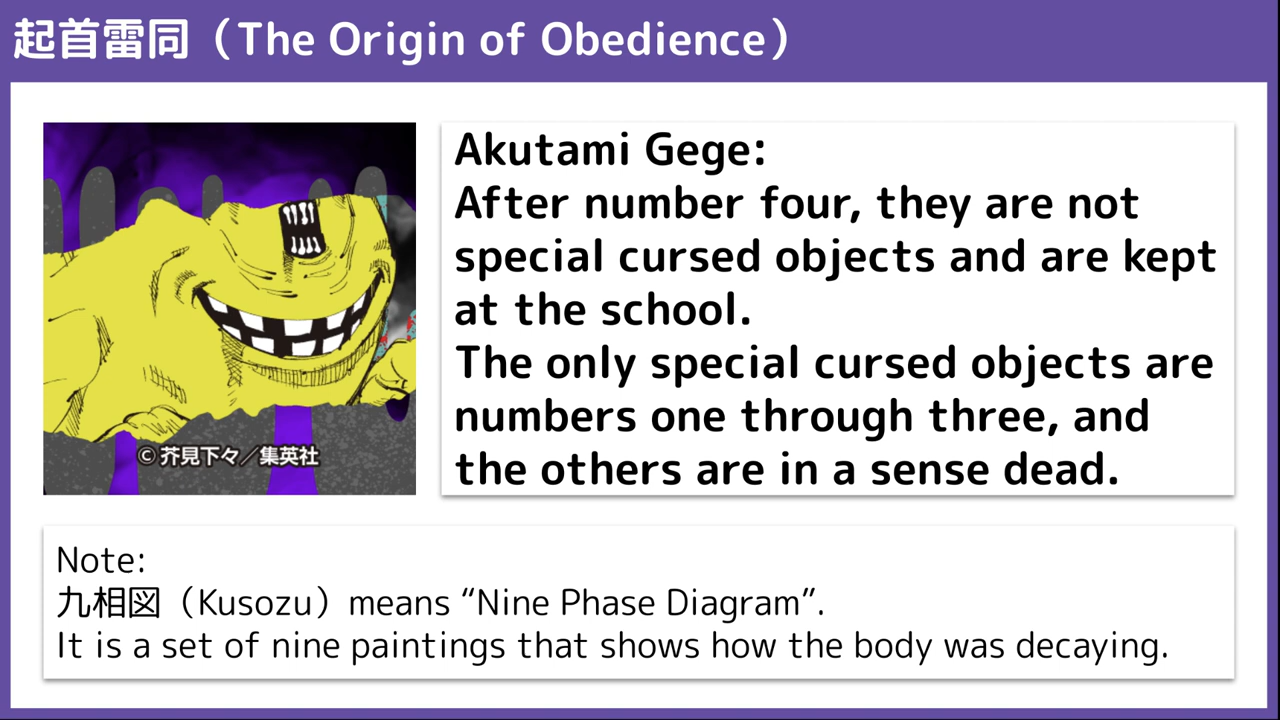 起首雷同（The Origin of Obedience）
Akutami Gege:
After number four, they are not
special cursed objects and are kept
at the school.
The only special cursed objects are
numbers one through three, and
the others are in a sense dead.
©芥見下々／集英社
Note:
九相図（Kusozu）means “Nine Phase Diagram”.
It is a set of nine paintings that shows how the body was decaying.